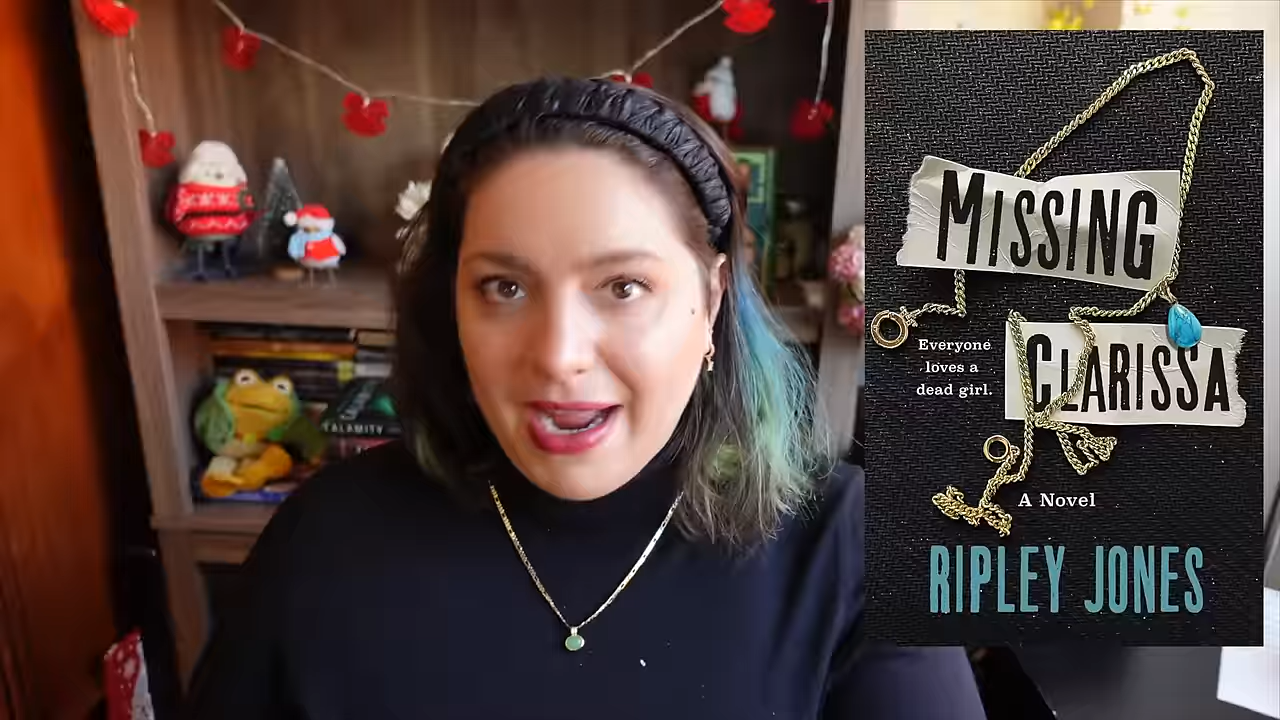 MISSING
CLARISSA
Everyone
loves a
dead girl.
A Novel
RIPLEY JONES
CALAMITY